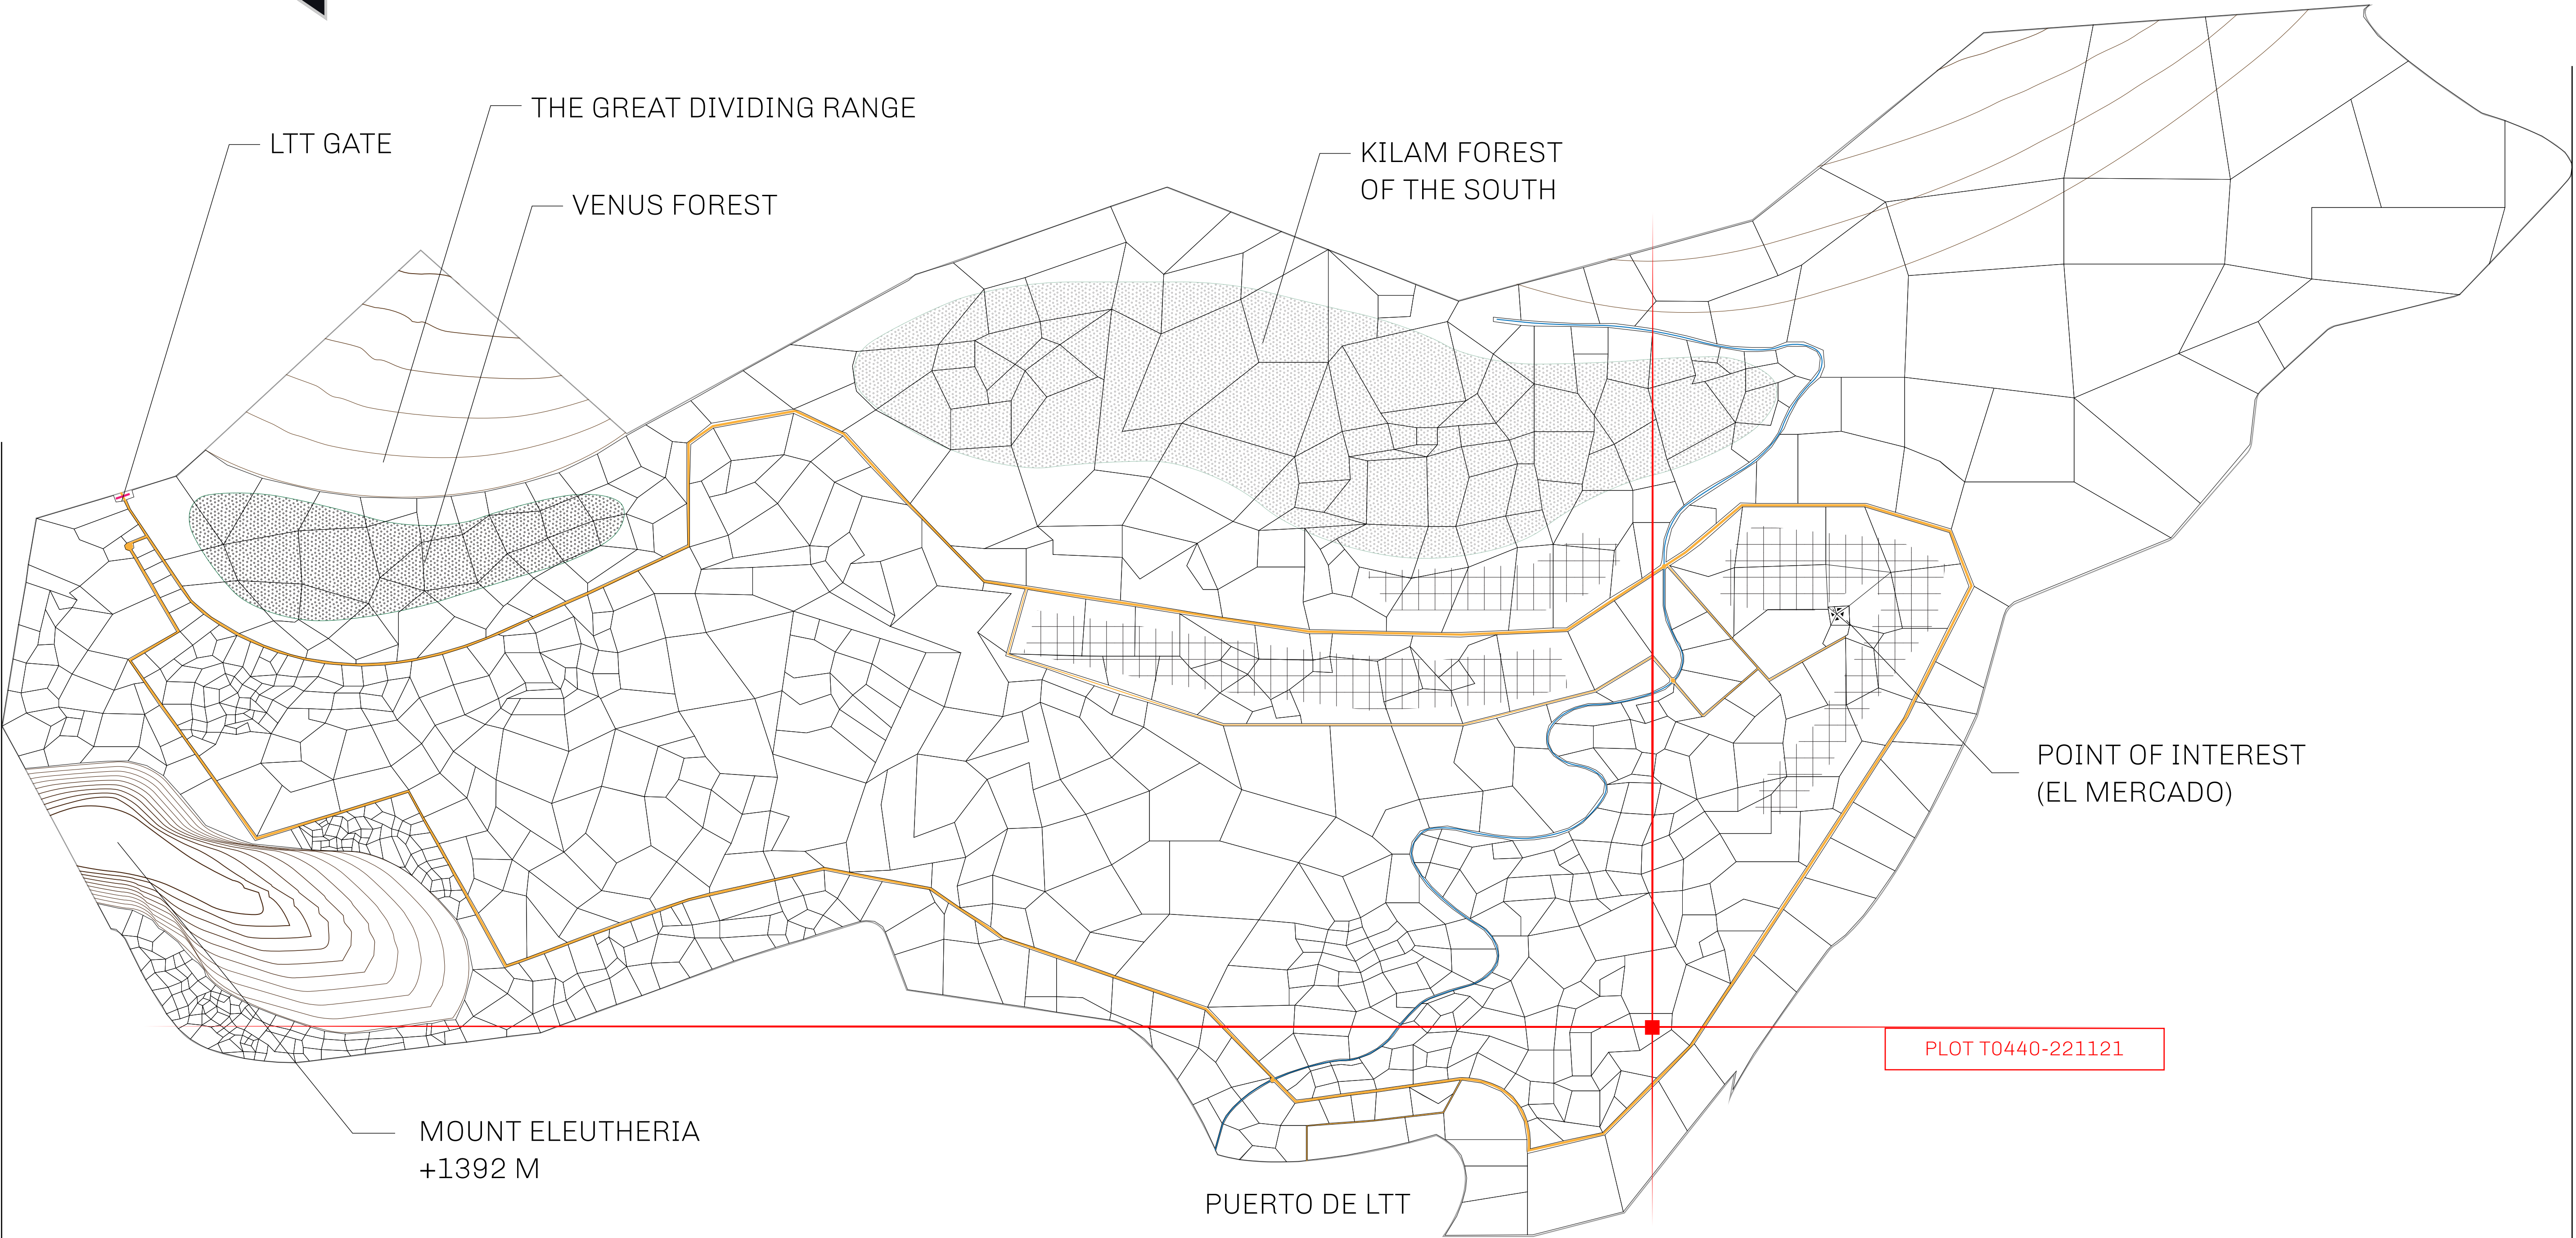 THE GREAT DIVIDING RANGE
LTT GATE
KILAM FOREST
OF THE SOUTH
VENUS FOREST
POINT OF INTEREST
(EL MERCADO)
PLOT T0440-221121
MOUNT ELEUTHERIA
+1392 M
PUERTO DE LTT